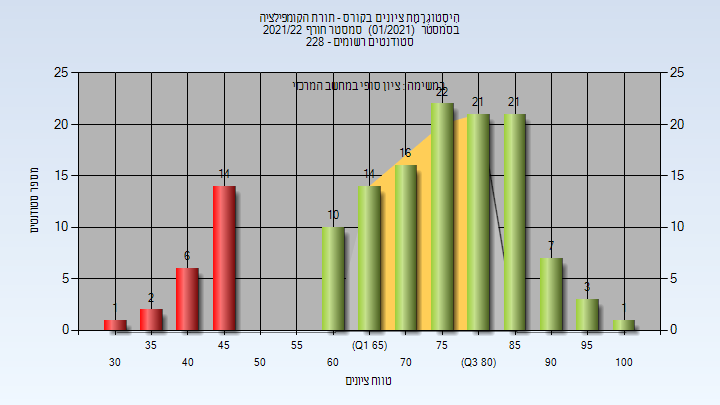 היסטוגרמת ציונים בקורס - תורת הקומפילציה
בסמסטר (01/2021) סמסטר חורף 2021/22
סטודנטים רשומים - 228
במשימה : ציון סופי במחשב המרכזי
25 25
20 20
15 15
10 10
5 5
0 0
מספר סטודנטים
1 2 6 14 10 14 16 22 21 21 7 3 1
35 45 55 (Q1 65) 75 85 95
30 40 50 60 70 (Q3 80) 90 100
טווח ציונים